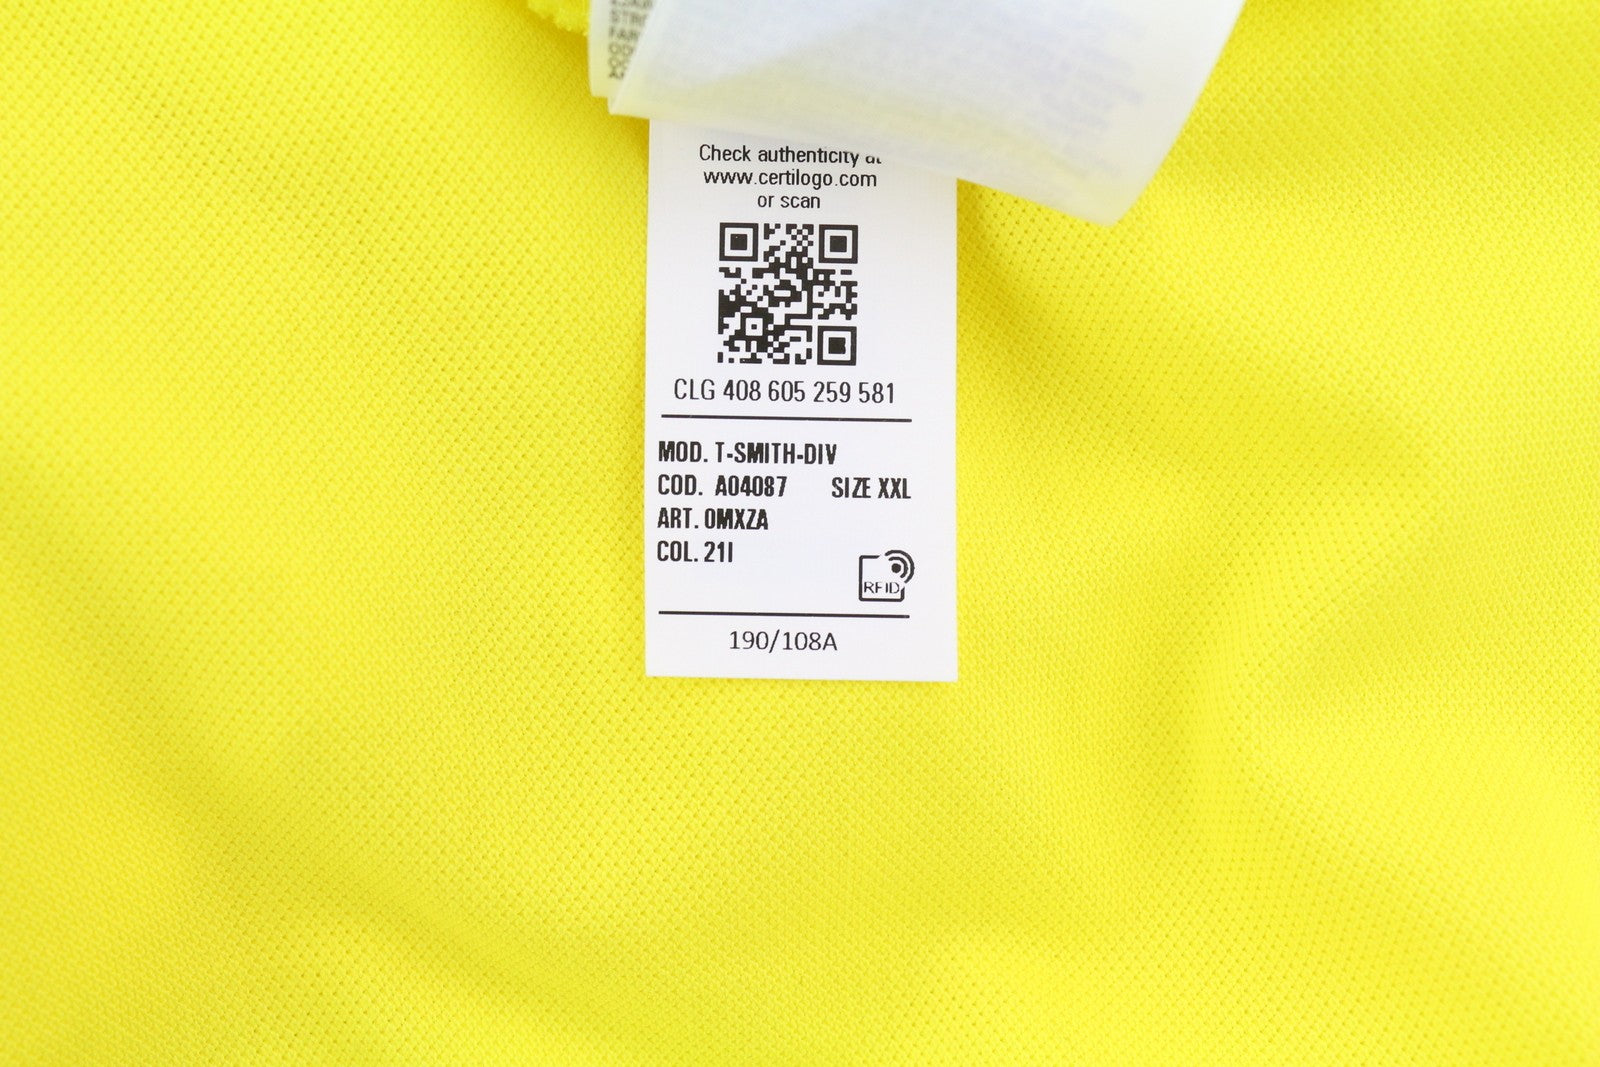 Check authenticity at
www.certilogo.com
or scan
CLG 408 605 259 581
MOD. T-SMITH-DIV
COD. A04087 SIZE XXL
ART. 0MXZA
COL. 21I
RFID
190/108A